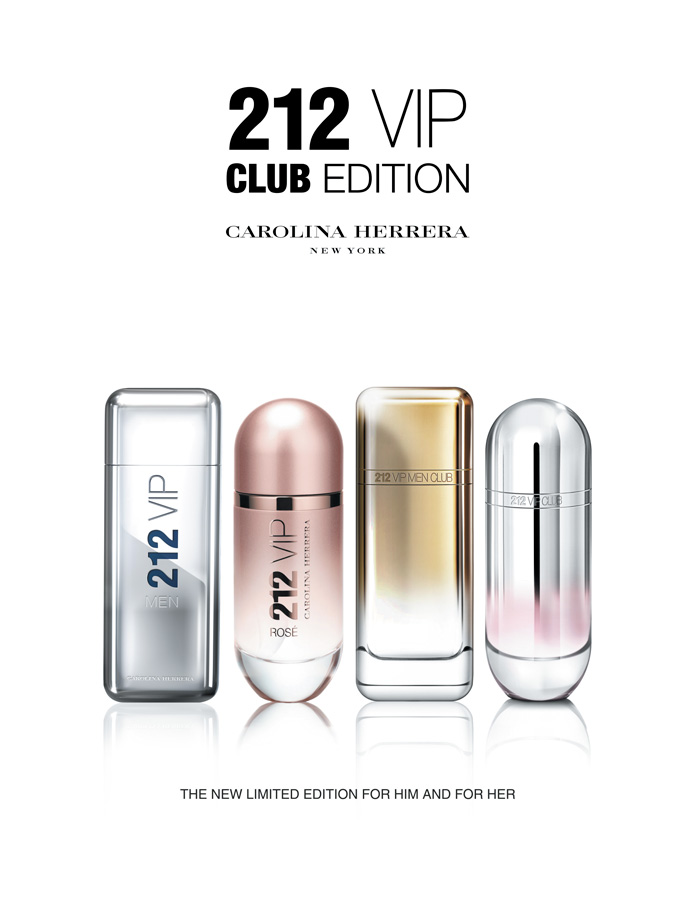 212 VIP
CLUB EDITION
CAROLINA HERRERA
NEW YORK
212 VIP
MEN
CAROLINA HERRERA
212 VIP
ROSÉ
CAROLINA HERRERA
212 VIP MEN CLUB
212 VIP CLUB
THE NEW LIMITED EDITION FOR HIM AND FOR HER